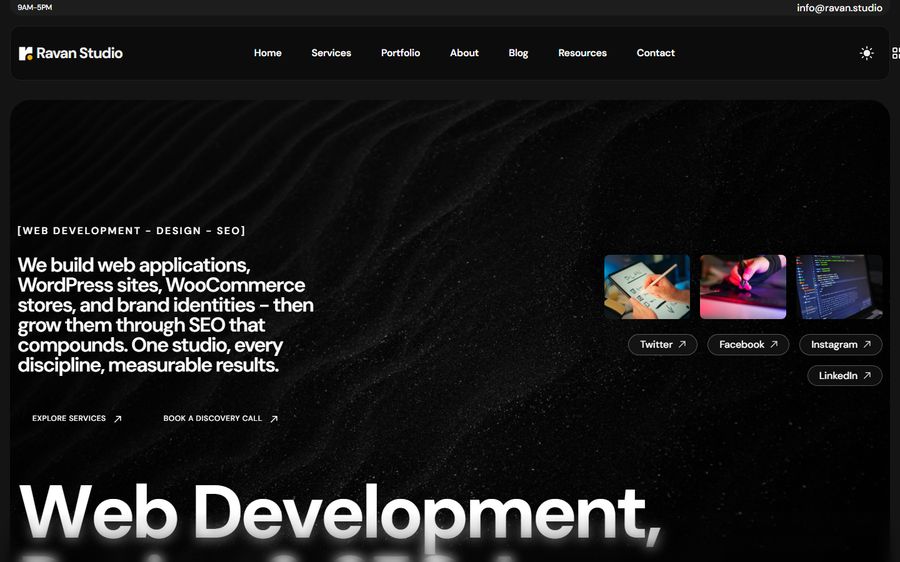 9AM-5PM
info@ravan.studio
Ravan Studio
Home Services Portfolio About Blog Resources Contact
[WEB DEVELOPMENT - DESIGN - SEO]
We build web applications,
WordPress sites, WooCommerce
stores, and brand identities – then
grow them through SEO that
compounds. One studio, every
discipline, measurable results.
Twitter
Facebook
Instagram
LinkedIn
EXPLORE SERVICES
BOOK A DISCOVERY CALL
Web Development,